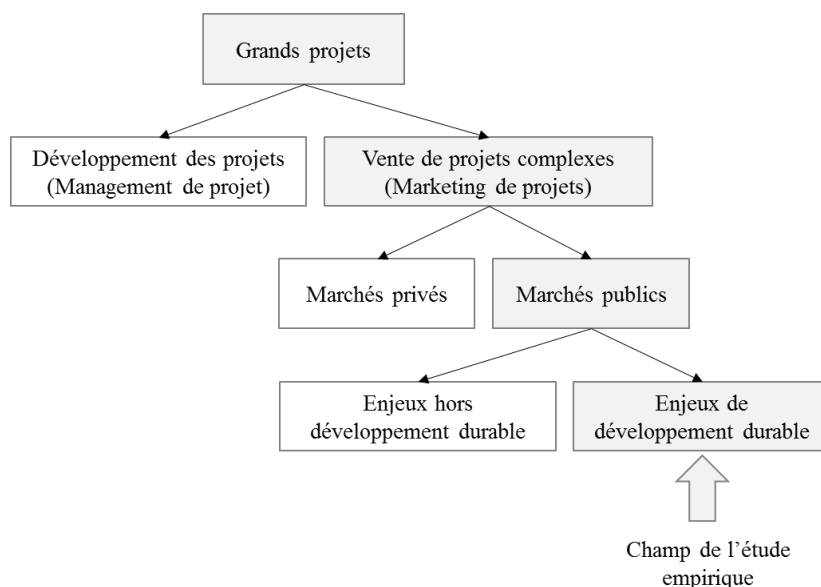 Grands projets
Développement des projets
(Management de projet)
Vente de projets complexes
(Marketing de projets)
Marchés privés
Marchés publics
Enjeux hors
développement durable
Enjeux de
développement durable
Champ de l’étude
empirique